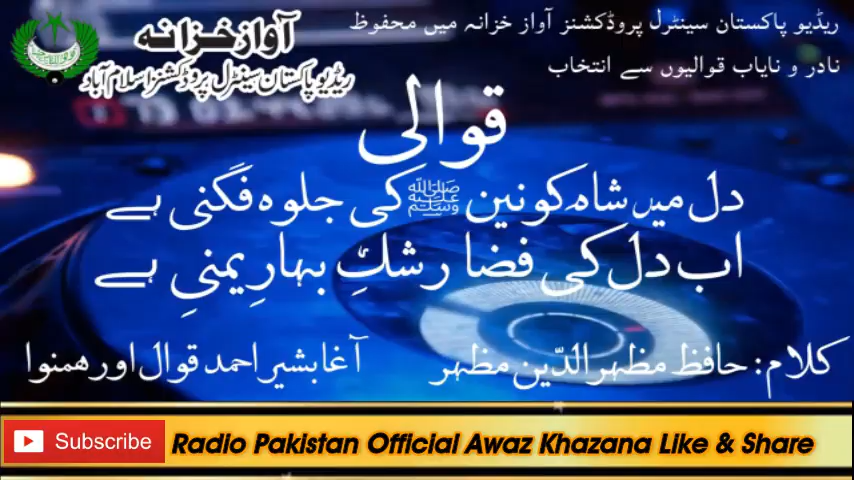 ریڈیو پاکستان سینٹرل پروڈکشنز آواز خزانہ میں محفوظ
نادر و نایاب قوالیوں سے انتخاب
آواز خزانہ
ریڈیو پاکستان سینٹرل پروڈکشنز اسلام آباد
قوالی
دل میں شاہ کونین ﷺ کی جلوہ فگنی ہے
اب دل کی فضا رشکِ بہارِ یمنیِ ہے
کلام: حافظ مظہر الدّین مظہر
آغا بشیر احمد قوال اور ھمنوا
Subscribe
Radio Pakistan Official Awaz Khazana Like & Share